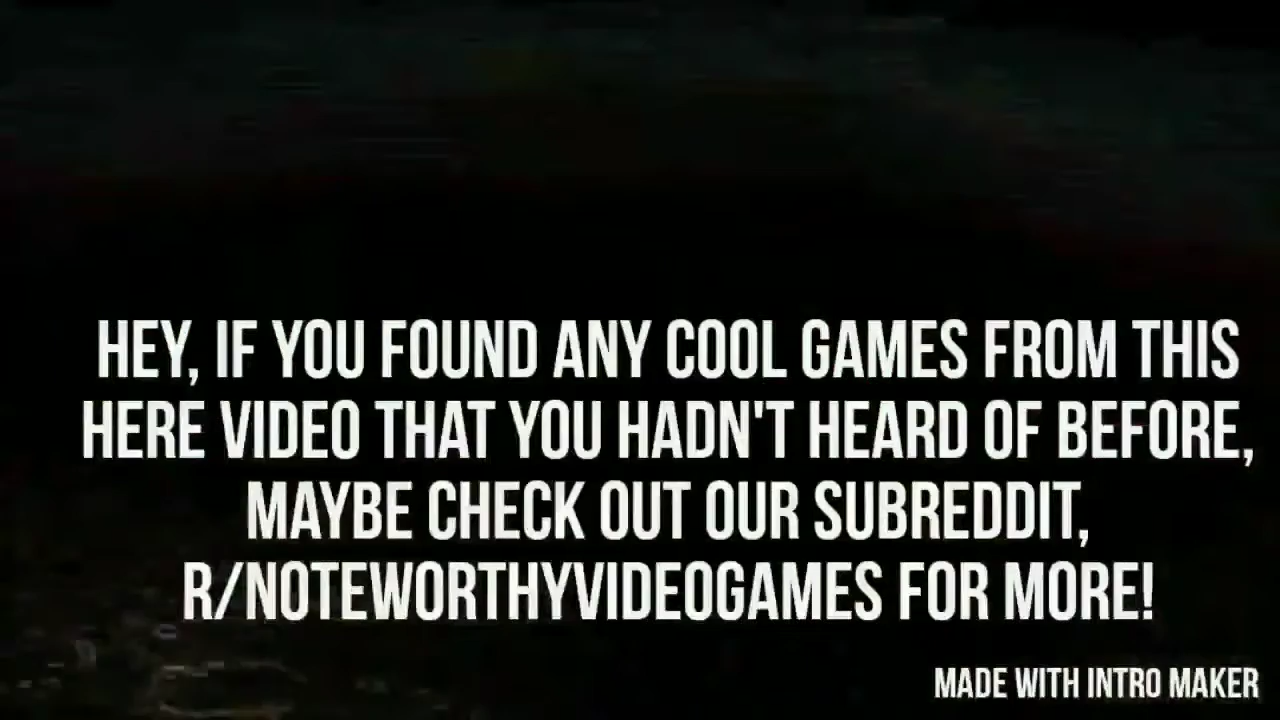 HEY, IF YOU FOUND ANY COOL GAMES FROM THIS
HERE VIDEO THAT YOU HADN'T HEARD OF BEFORE,
MAYBE CHECK OUT OUR SUBREDDIT,
R/NOTEWORTHYVIDEOGAMES FOR MORE!
MADE WITH INTRO MAKER